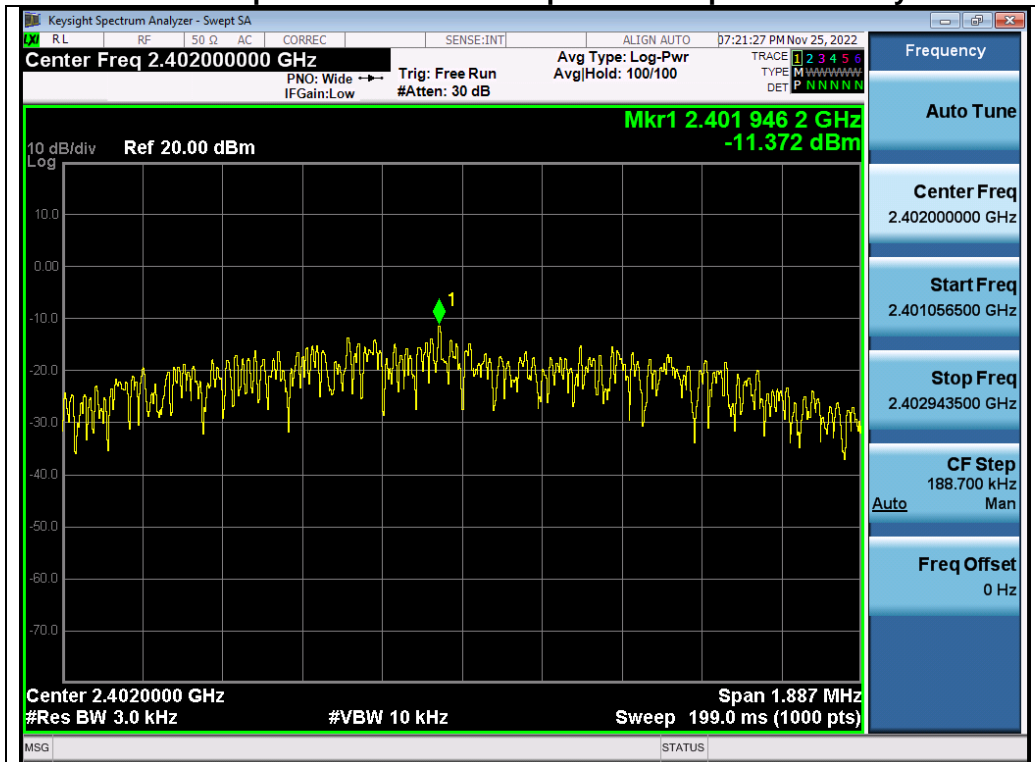 Keysight Spectrum Analyzer - Swept SA
LXI RL RF 50 Ω AC CORREC SENSE:INT ALIGN AUTO 07:21:27 PM Nov 25, 2022
Center Freq 2.402000000 GHz
PNO: Wide
IFGain:Low
Trig: Free Run
#Atten: 30 dB
Avg Type: Log-Pwr
Avg|Hold: 100/100
TRACE 1 2 3 4 5 6
TYPE M WWWWW
DET P N N N N N
Mkr1 2.401 946 2 GHz
-11.372 dBm
10 dB/div Ref 20.00 dBm
Log
10.0
0.00
-10.0
-20.0
-30.0
-40.0
-50.0
-60.0
-70.0
1
Center 2.4020000 GHz Span 1.887 MHz
#Res BW 3.0 kHz #VBW 10 kHz Sweep 199.0 ms (1000 pts)
MSG STATUS
Frequency
Auto Tune
Center Freq
2.402000000 GHz
Start Freq
2.401056500 GHz
Stop Freq
2.402943500 GHz
CF Step
188.700 kHz
Auto Man
Freq Offset
0 Hz